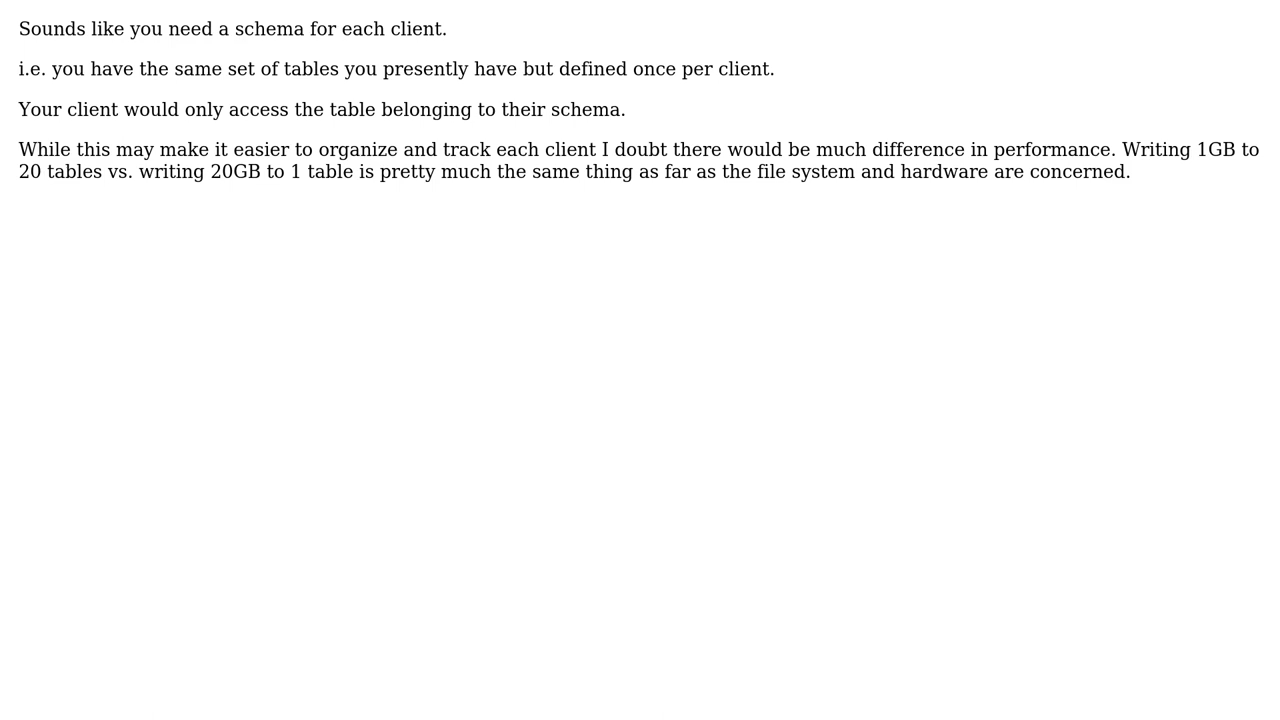 Sounds like you need a schema for each client.
i.e. you have the same set of tables you presently have but defined once per client.
Your client would only access the table belonging to their schema.
While this may make it easier to organize and track each client I doubt there would be much difference in performance. Writing 1GB to
20 tables vs. writing 20GB to 1 table is pretty much the same thing as far as the file system and hardware are concerned.